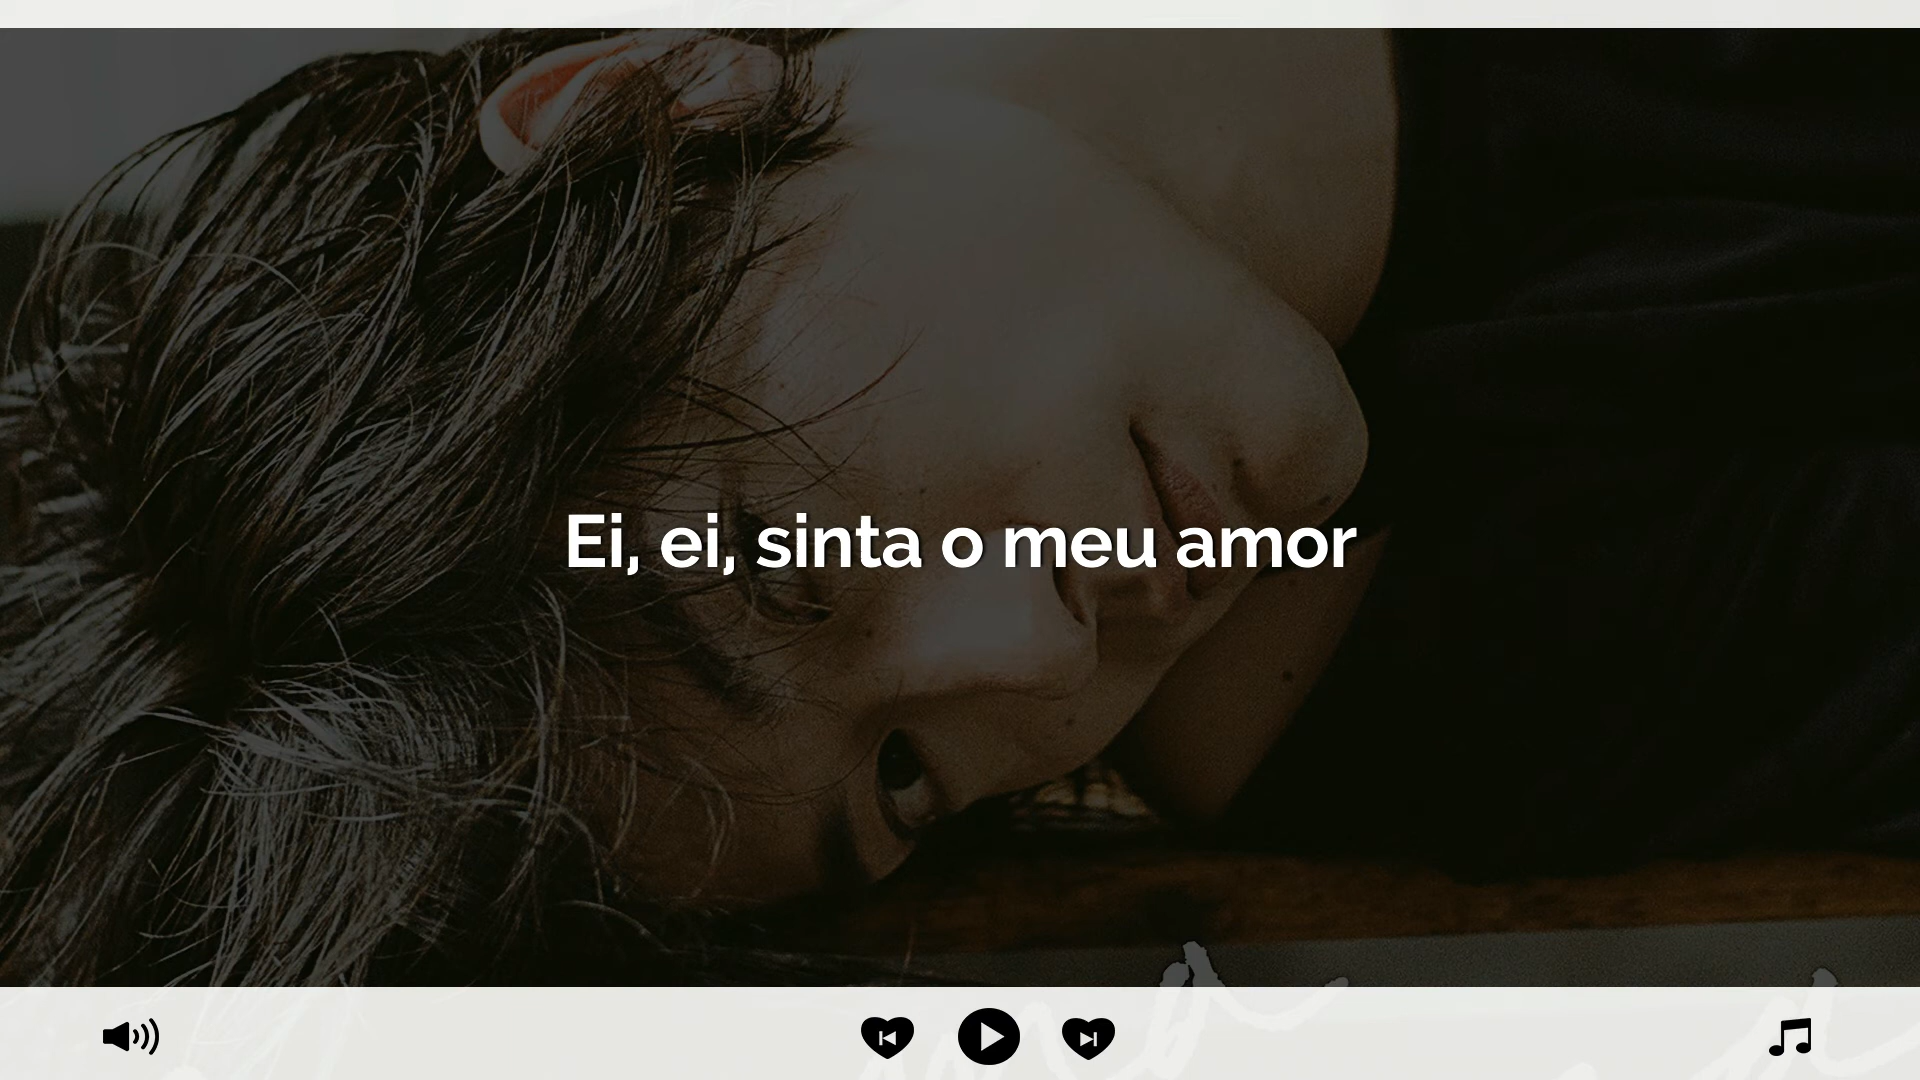 Ei, ei, sinta o meu amor